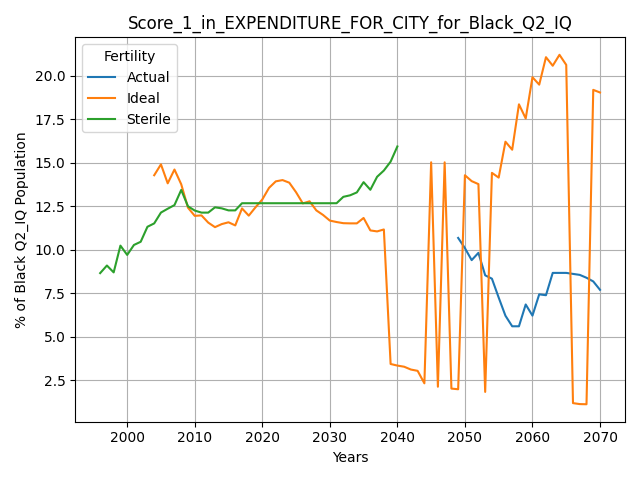 Score_1_in_EXPENDITURE_FOR_CITY_for_Black_Q2_IQ
Fertility
Actual
Ideal
Sterile
% of Black Q2_IQ Population
20.0
17.5
15.0
12.5
10.0
7.5
5.0
2.5
2000 2010 2020 2030 2040 2050 2060 2070
Years